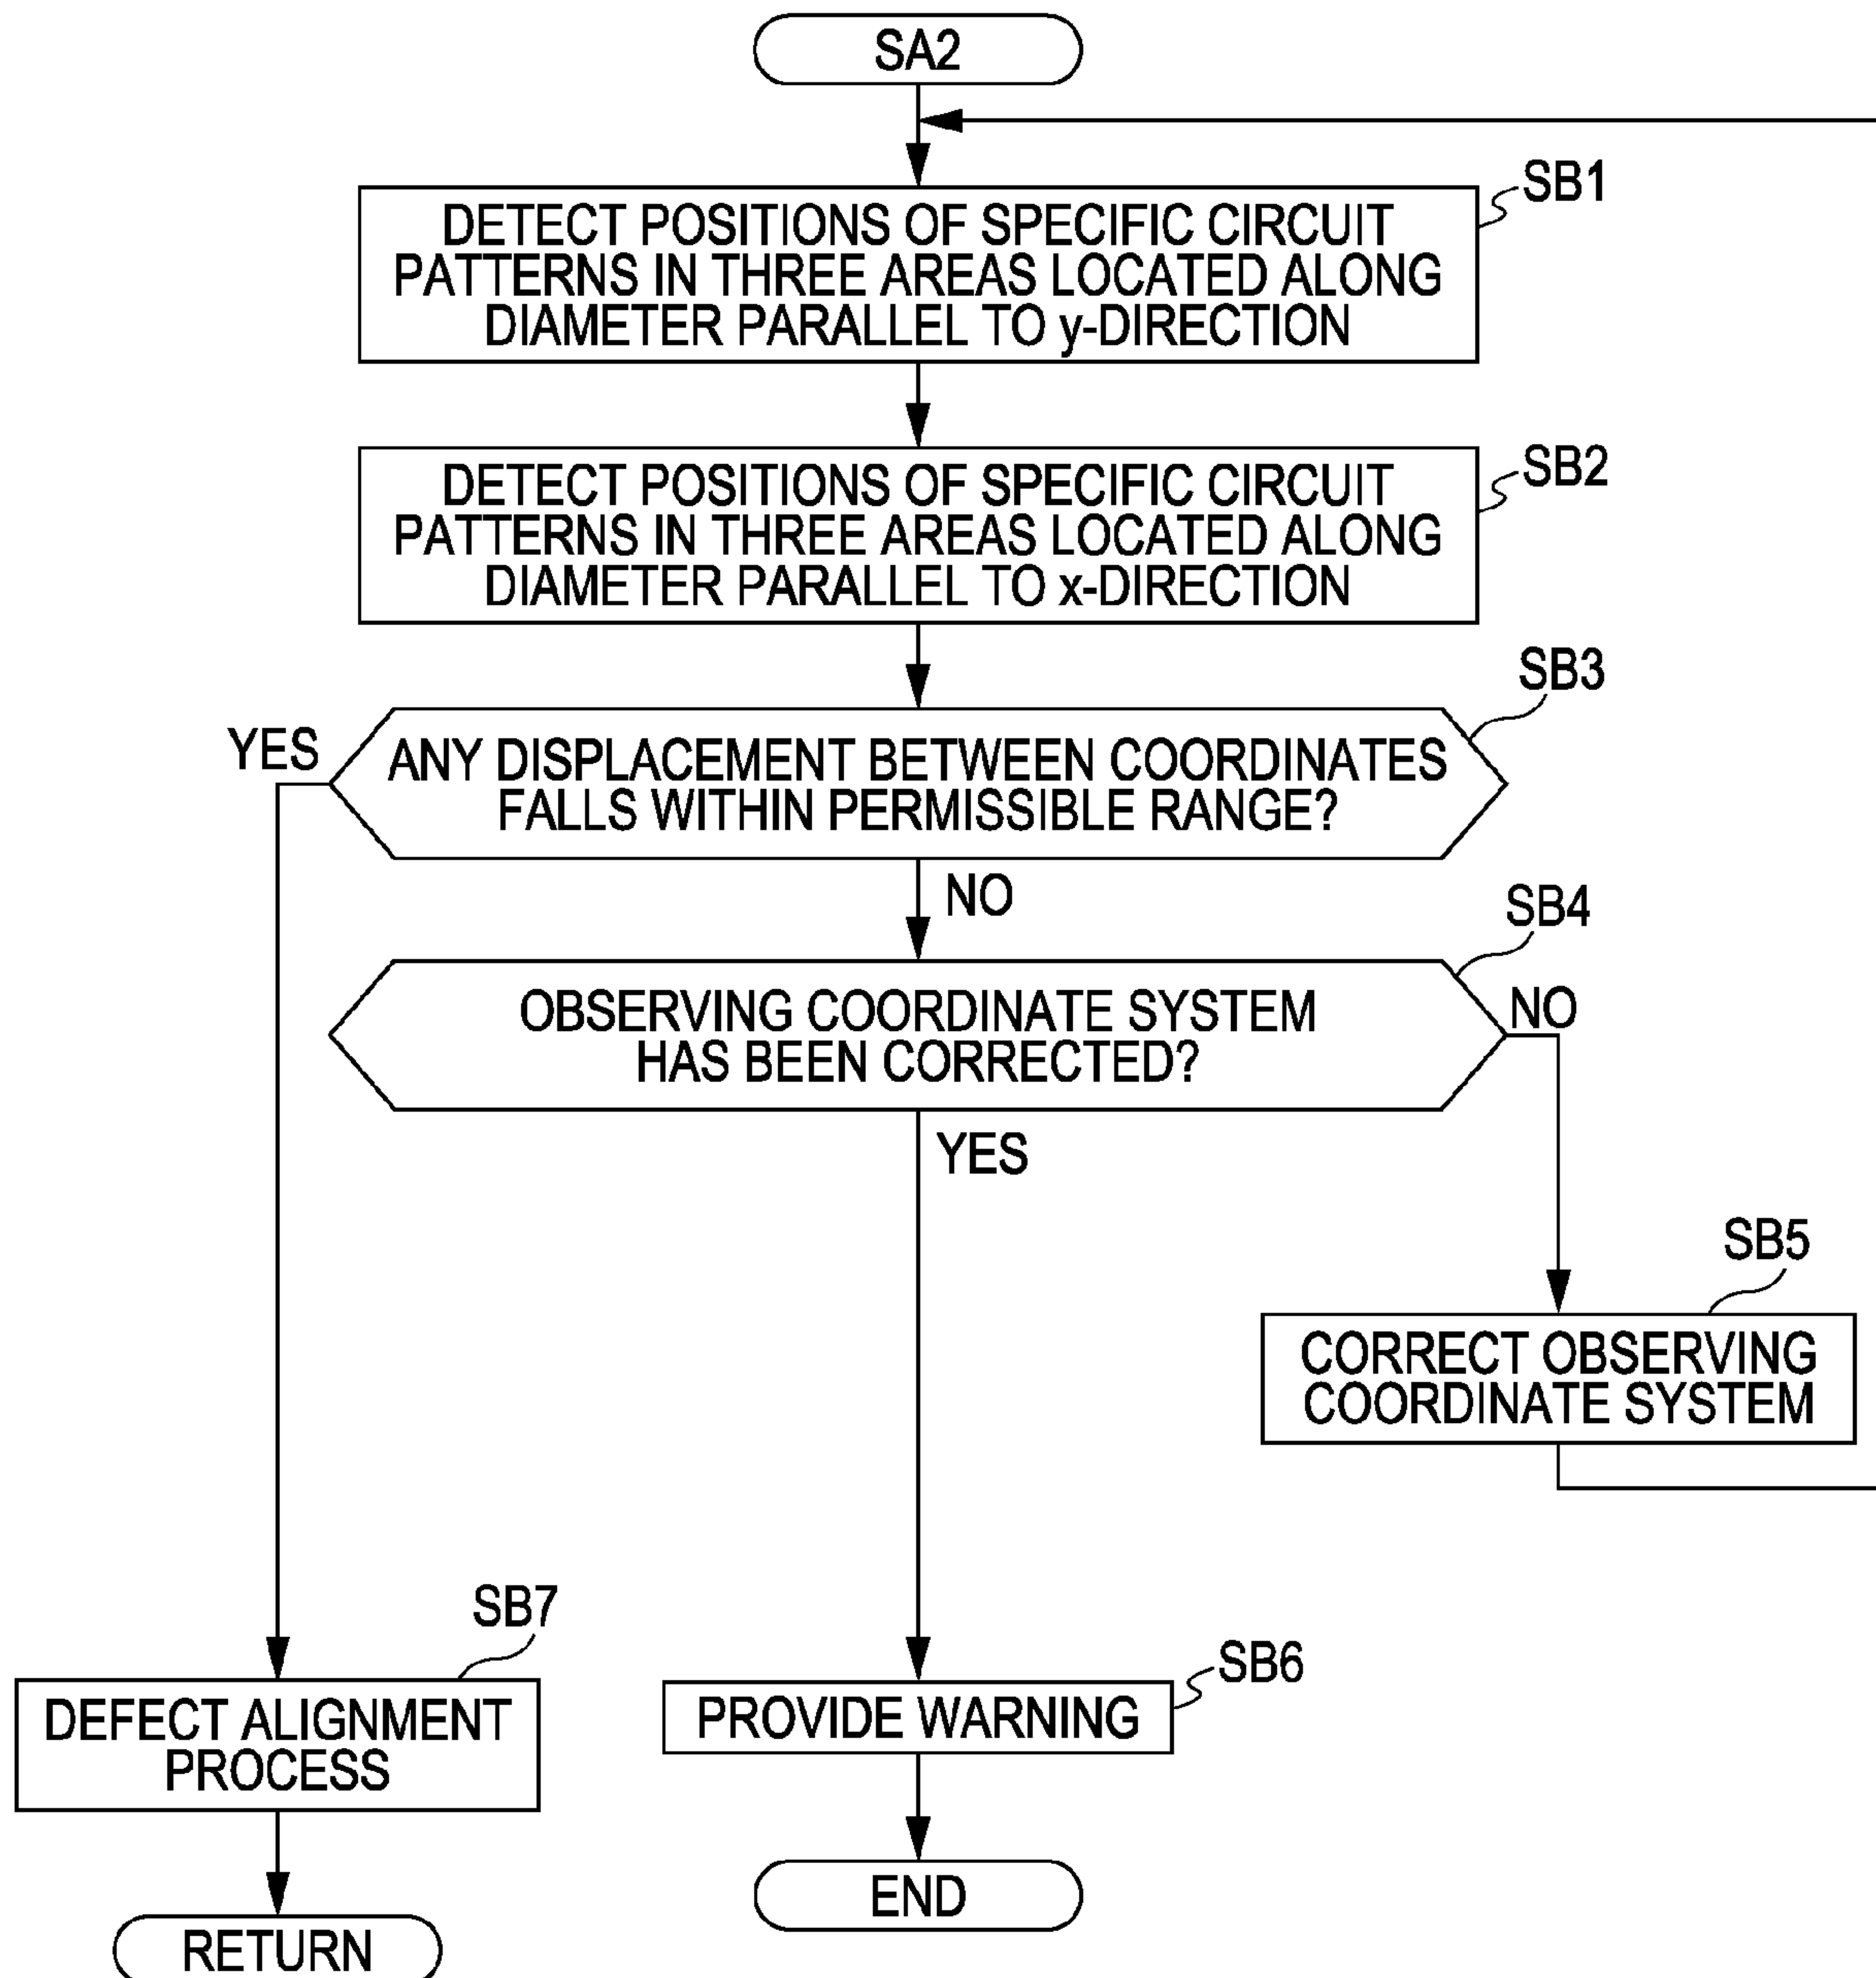 SA2
SB1
DETECT POSITIONS OF SPECIFIC CIRCUIT
PATTERNS IN THREE AREAS LOCATED ALONG
DIAMETER PARALLEL TO y-DIRECTION
SB2
DETECT POSITIONS OF SPECIFIC CIRCUIT
PATTERNS IN THREE AREAS LOCATED ALONG
DIAMETER PARALLEL TO x-DIRECTION
SB3
YES
ANY DISPLACEMENT BETWEEN COORDINATES
FALLS WITHIN PERMISSIBLE RANGE?
NO
SB4
OBSERVING COORDINATE SYSTEM
HAS BEEN CORRECTED?
NO
YES
SB5
CORRECT OBSERVING
COORDINATE SYSTEM
SB7
DEFECT ALIGNMENT
PROCESS
SB6
PROVIDE WARNING
END
RETURN